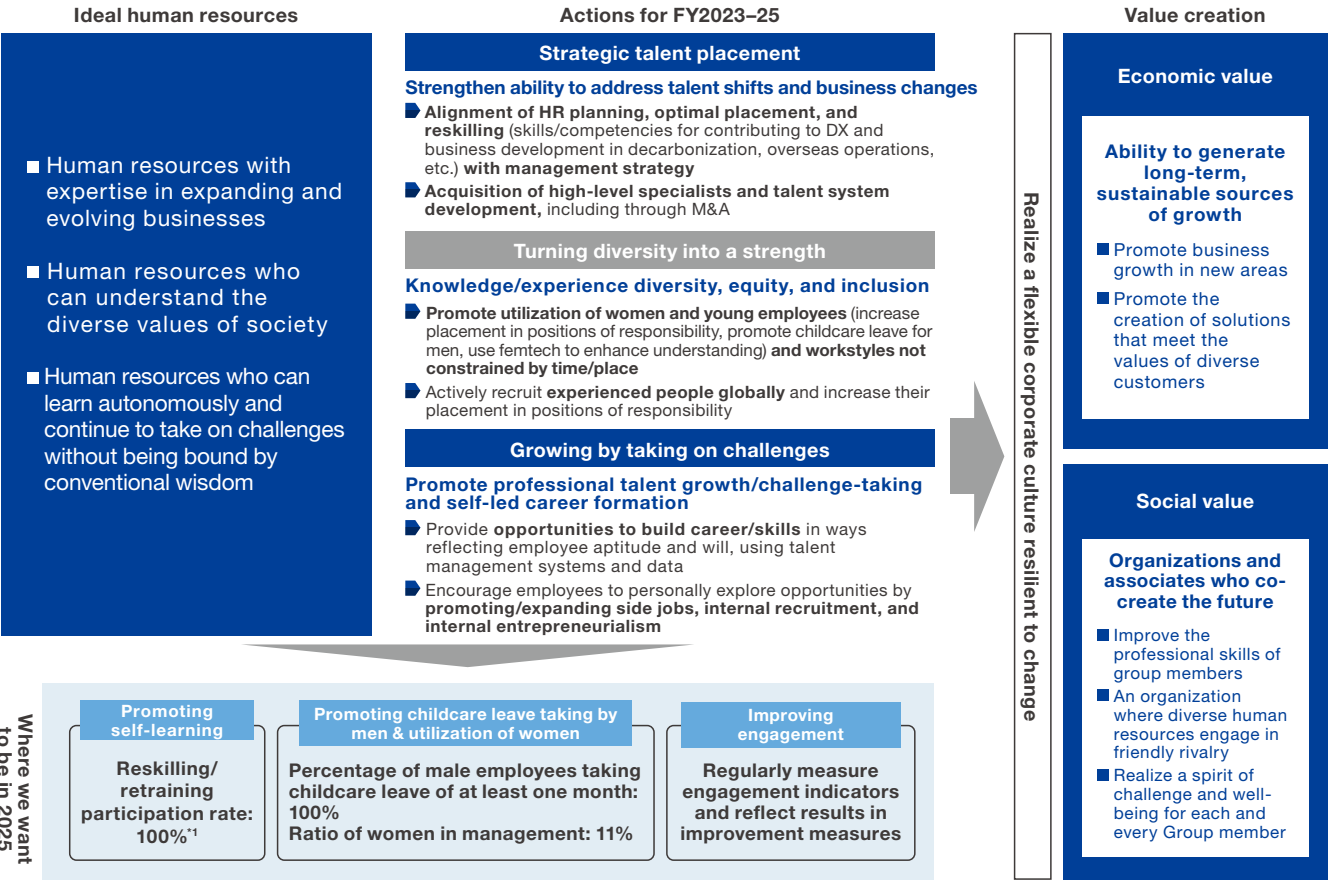 Ideal human resources
Human resources with
expertise in expanding and
evolving businesses
Human resources who
can understand the
diverse values of society
Human resources who can
learn autonomously and
continue to take on challenges
without being bound by
conventional wisdom
Actions for FY2023–25
Strategic talent placement
Strengthen ability to address talent shifts and business changes
Alignment of HR planning, optimal placement, and
reskilling (skills/competencies for contributing to DX and
business development in decarbonization, overseas operations,
etc.) with management strategy
Acquisition of high-level specialists and talent system
development, including through M&A
Turning diversity into a strength
Knowledge/experience diversity, equity, and inclusion
Promote utilization of women and young employees (increase
placement in positions of responsibility, promote childcare leave for
men, use femtech to enhance understanding) and workstyles not
constrained by time/place
Actively recruit experienced people globally and increase their
placement in positions of responsibility
Growing by taking on challenges
Promote professional talent growth/challenge-taking
and self-led career formation
Provide opportunities to build career/skills in ways
reflecting employee aptitude and will, using talent
management systems and data
Encourage employees to personally explore opportunities by
promoting/expanding side jobs, internal recruitment, and
internal entrepreneurialism
Where we want
to be in 2025
Promoting
self-learning
Reskilling/
retraining
participation rate:
100%*1
Promoting childcare leave taking by
men & utilization of women
Percentage of male employees taking
childcare leave of at least one month:
100%
Ratio of women in management: 11%
Improving
engagement
Regularly measure
engagement indicators
and reflect results in
improvement measures
Realize a flexible corporate culture resilient to change
Value creation
Economic value
Ability to generate
long-term,
sustainable sources
of growth
Promote business
growth in new areas
Promote the
creation of solutions
that meet the
values of diverse
customers
Social value
Organizations and
associates who co-
create the future
Improve the
professional skills of
group members
An organization
where diverse human
resources engage in
friendly rivalry
Realize a spirit of
challenge and well-
being for each and
every Group member